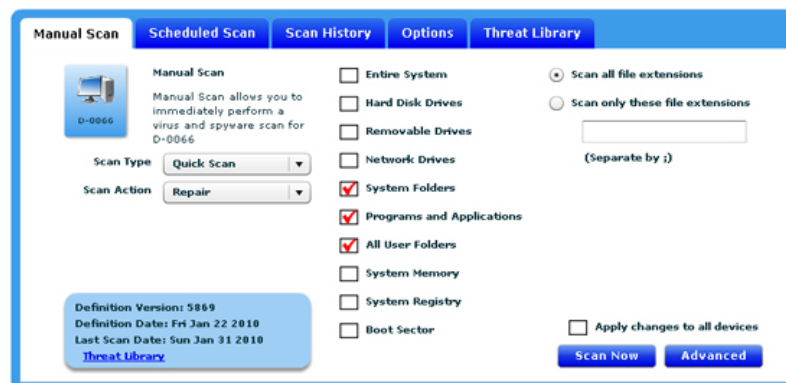 Manual Scan
Scheduled Scan
Scan History
Options
Threat Library
D-0066
Manual Scan
Manual Scan allows you to
immediately perform a
virus and spyware scan for
D-0066
Scan Type
Quick Scan
Scan Action
Repair
Definition Version: 5869
Definition Date: Fri Jan 22 2010
Last Scan Date: Sun Jan 31 2010
Threat Library
Entire System
Hard Disk Drives
Removable Drives
Network Drives
System Folders
Programs and Applications
All User Folders
System Memory
System Registry
Boot Sector
Scan all file extensions
Scan only these file extensions
(Separate by ;)
Apply changes to all devices
Scan Now
Advanced